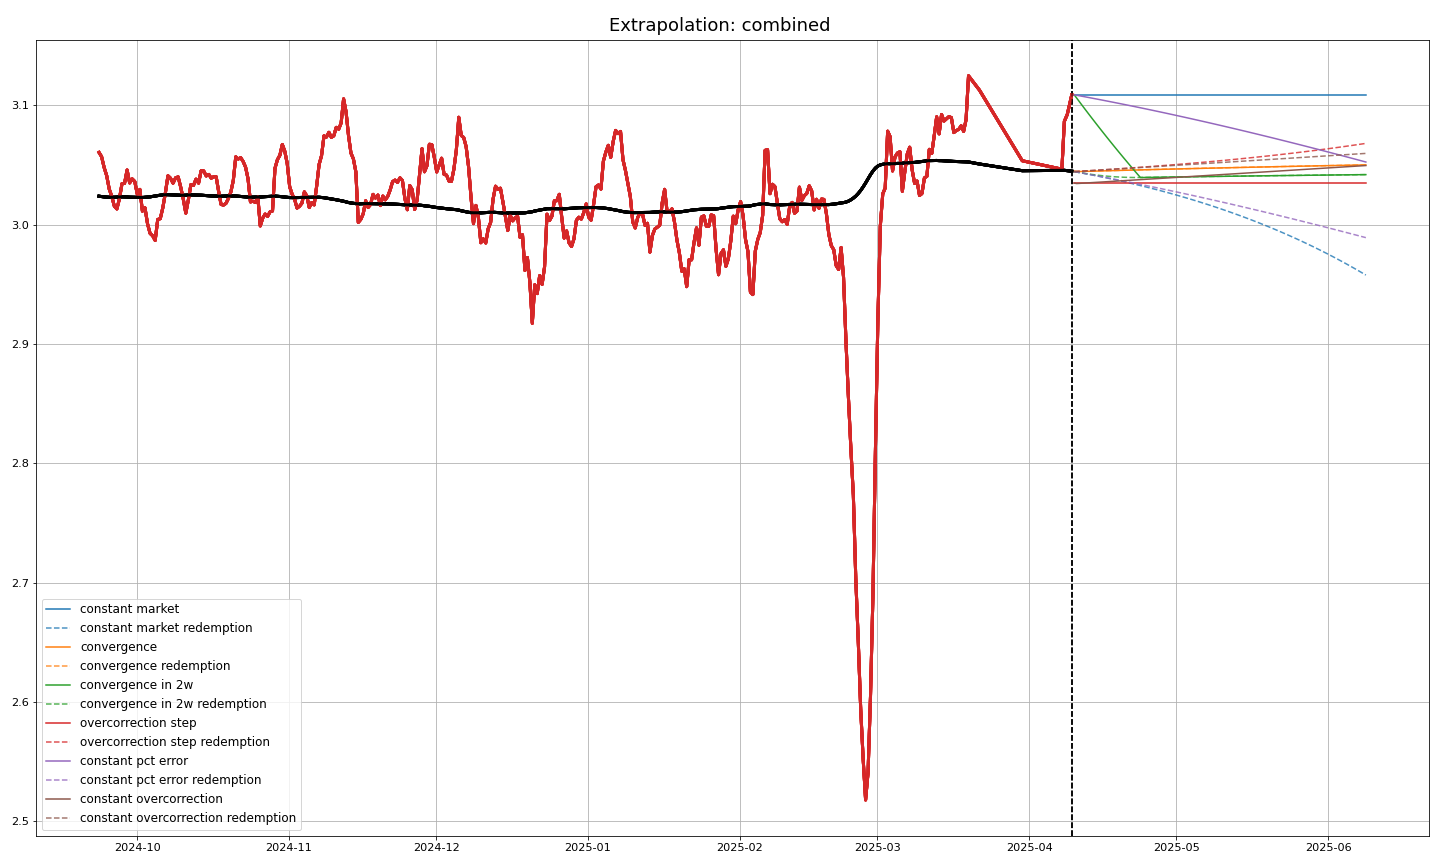 Extrapolation: combined
3.1
3.0
2.9
2.8
2.7
2.6
2.5
constant market
constant market redemption
convergence
convergence redemption
convergence in 2w
convergence in 2w redemption
overcorrection step
overcorrection step redemption
constant pct error
constant pct error redemption
constant overcorrection
constant overcorrection redemption
2024-10 2024-11 2024-12 2025-01 2025-02 2025-03 2025-04 2025-05 2025-06